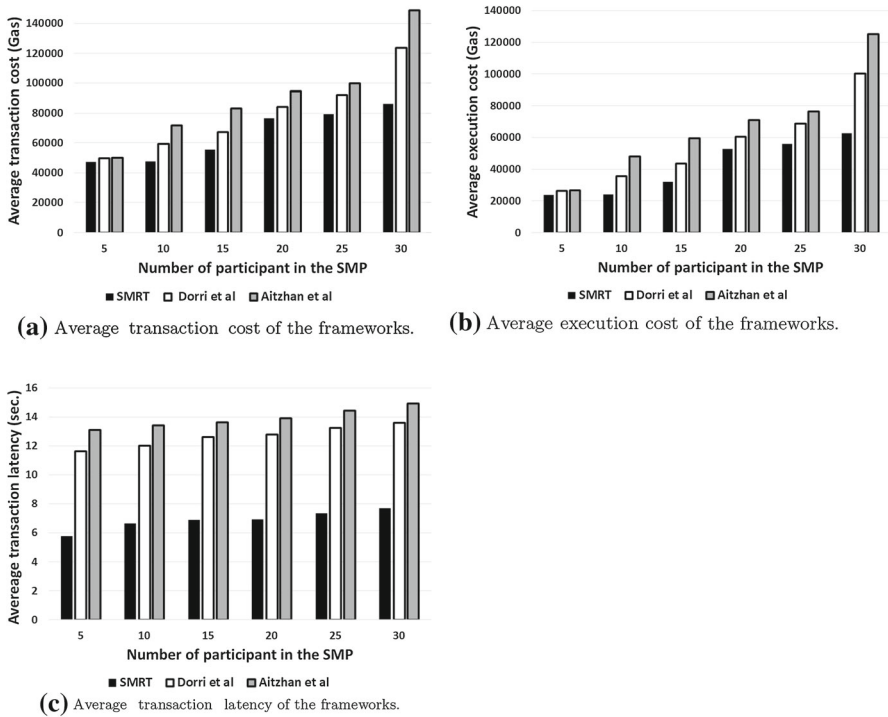 Average transaction cost (Gas)
140000
120000
100000
80000
60000
40000
20000
0
5 10 15 20 25 30
Number of participant in the SMP
SMRT Dorri et al Aitzhan et al
(a) Average transaction cost of the frameworks.
Average execution cost (Gas)
140000
120000
100000
80000
60000
40000
20000
0
5 10 15 20 25 30
Number of participant in the SMP
SMRT Dorri et al Aitzhan et al
(b) Average execution cost of the frameworks.
Avereage transaction latency (sec.)
16
14
12
10
8
6
4
2
0
5 10 15 20 25 30
Number of participant in the SMP
SMRT Dorri et al Aitzhan et al
(c) Average transaction latency of the frameworks.